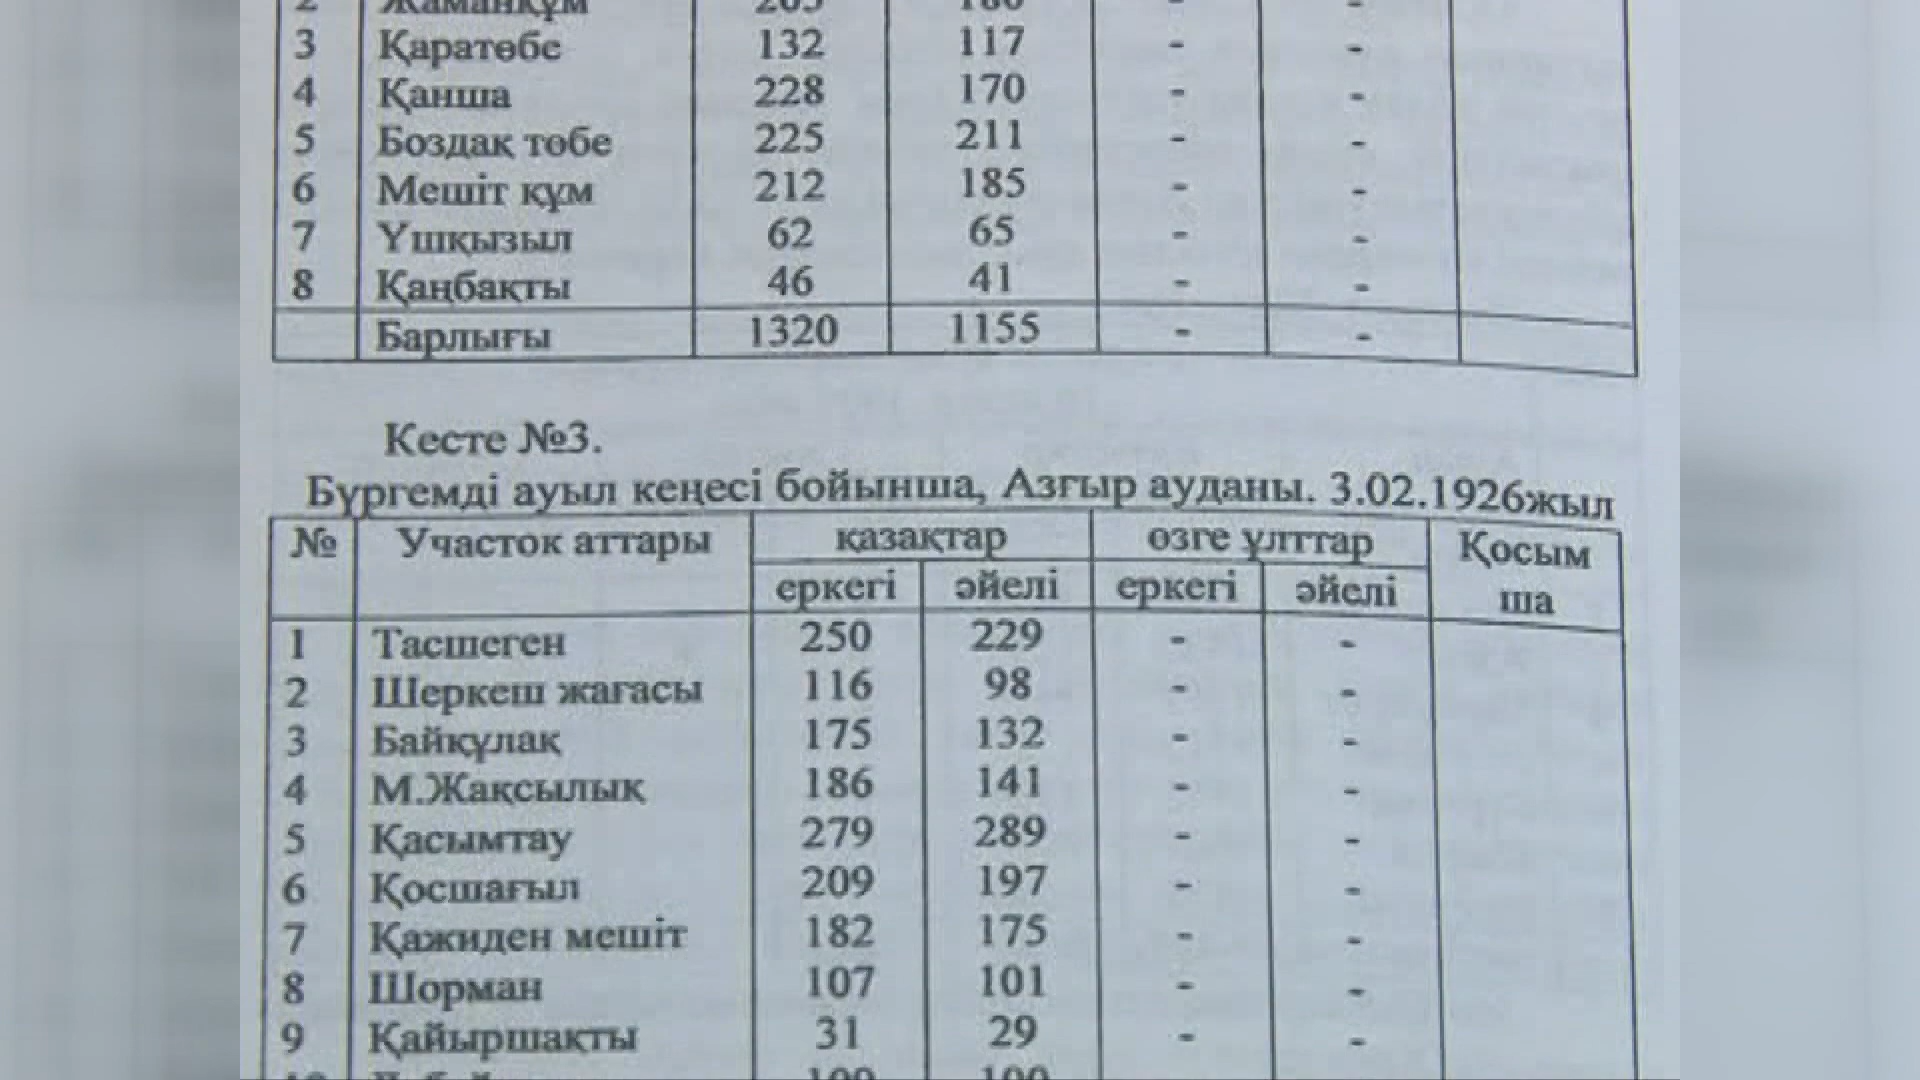 3 Қаратөбе 132 117 - -
4 Қанша 228 170 - -
5 Боздақ төбе 225 211 - -
6 Мешіт құм 212 185 - -
7 Үшқызыл 62 65 - -
8 Қаңбақты 46 41 - -
Барлығы 1320 1155 - -
Кесте №3.
Бүргемді ауыл кеңесі бойынша, Азғыр ауданы. 3.02.1926жыл
№ Участок аттары қазақтар өзге ұлттар Қосым
еркегі әйелі еркегі әйелі ша
1 Тасшеген 250 229 - -
2 Шеркеш жағасы 116 98 - -
3 Байқұлақ 175 132 - -
4 М.Жақсылық 186 141 - -
5 Қасымтау 279 289 - -
6 Қосшағыл 209 197 - -
7 Қажиден мешіт 182 175 - -
8 Шорман 107 101 - -
9 Қайыршақты 31 29 - -